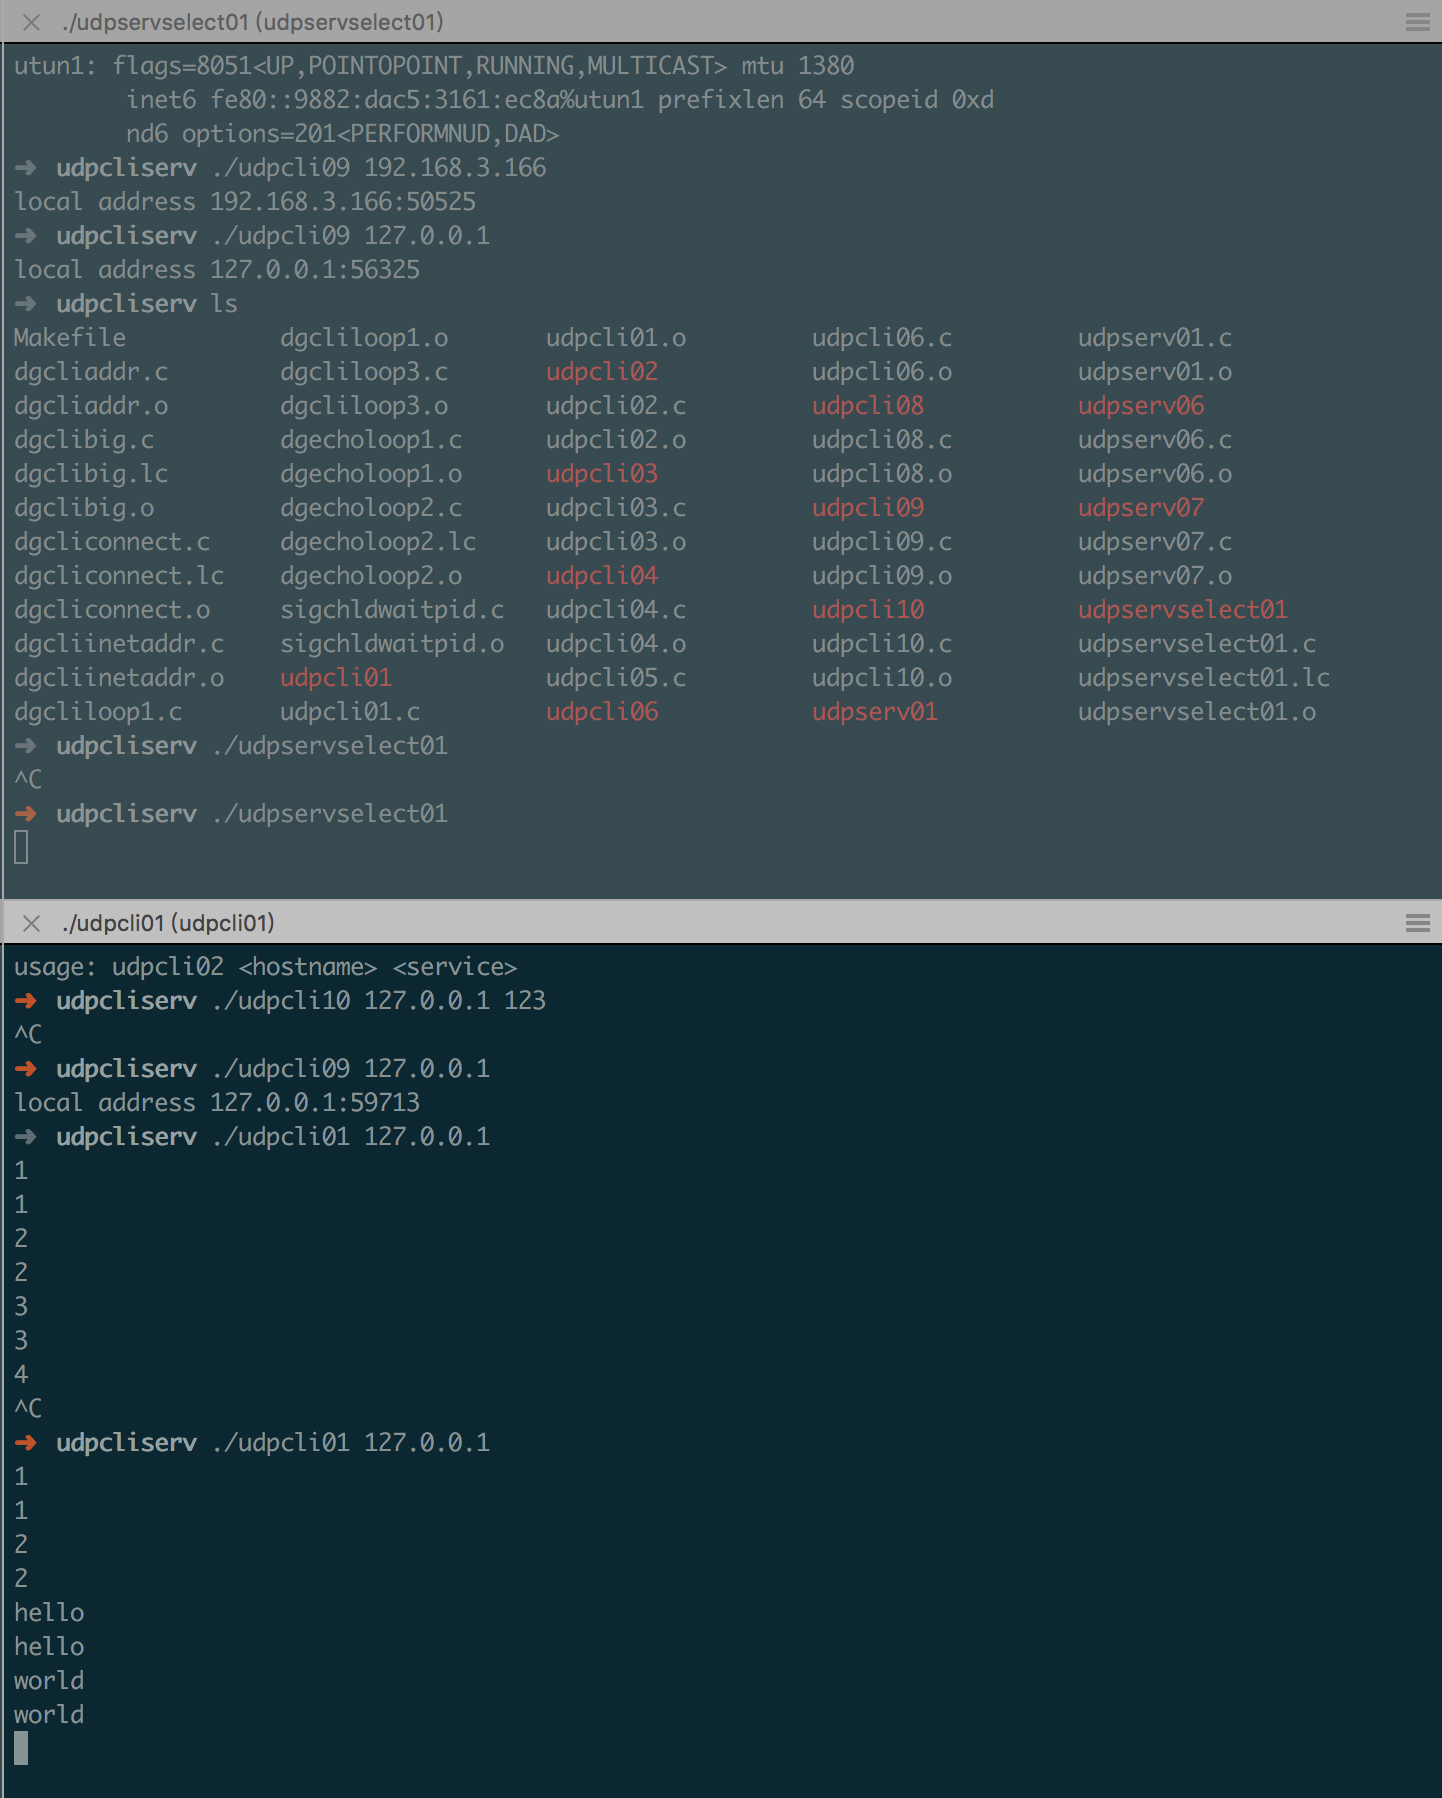 ./udpservselect01 (udpservselect01)
utun1: flags=8051<UP,POINTOPOINT,RUNNING,MULTICAST> mtu 1380
        inet6 fe80::9882:dac5:3161:ec8a%utun1 prefixlen 64 scopeid 0xd
        nd6 options=201<PERFORMNUD,DAD>
➜  udpcliserv ./udpcli09 192.168.3.166
local address 192.168.3.166:50525
➜  udpcliserv ./udpcli09 127.0.0.1
local address 127.0.0.1:56325
➜  udpcliserv ls
Makefile           dgcliloop1.o       udpcli01.o         udpcli06.c         udpserv01.c
dgcliaddr.c        dgcliloop3.c       udpcli02           udpcli06.o         udpserv01.o
dgcliaddr.o        dgcliloop3.o       udpcli02.c         udpcli08           udpserv06
dgclibig.c         dgecholoop1.c      udpcli02.o         udpcli08.c         udpserv06.c
dgclibig.lc        dgecholoop1.o      udpcli03           udpcli08.o         udpserv06.o
dgclibig.o         dgecholoop2.c      udpcli03.c         udpcli09           udpserv07
dgcliconnect.c     dgecholoop2.lc     udpcli03.o         udpcli09.c         udpserv07.c
dgcliconnect.lc    dgecholoop2.o      udpcli04           udpcli09.o         udpserv07.o
dgcliconnect.o     sigchldwaitpid.c   udpcli04.c         udpcli10           udpservselect01
dgcliinetaddr.c    sigchldwaitpid.o   udpcli04.o         udpcli10.c         udpservselect01.c
dgcliinetaddr.o    udpcli01           udpcli05.c         udpcli10.o         udpservselect01.lc
dgcliloop1.c       udpcli01.c         udpcli06           udpserv01          udpservselect01.o
➜  udpcliserv ./udpservselect01
^C
➜  udpcliserv ./udpservselect01
./udpcli01 (udpcli01)
usage: udpcli02 <hostname> <service>
➜  udpcliserv ./udpcli10 127.0.0.1 123
^C
➜  udpcliserv ./udpcli09 127.0.0.1
local address 127.0.0.1:59713
➜  udpcliserv ./udpcli01 127.0.0.1
1
1
2
2
3
3
4
^C
➜  udpcliserv ./udpcli01 127.0.0.1
1
1
2
2
hello
hello
world
world